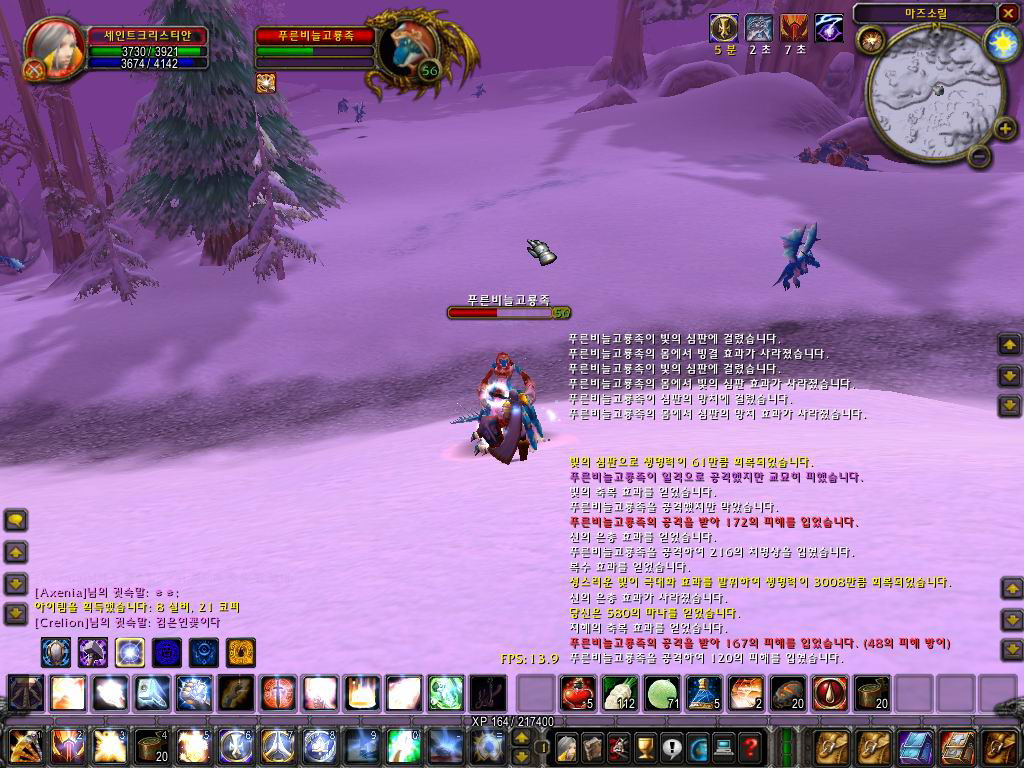 세인트크리스티안
3730 / 3921
3674 / 4142
푸른비늘고룡족
56
5 분
2 초
7 초
마즈소릴
N
푸른비늘고룡족
56
푸른비늘고룡족이 빛의 심판에 걸렸습니다.
푸른비늘고룡족의 몸에서 빙결 효과가 사라졌습니다.
푸른비늘고룡족이 빛의 심판에 걸렸습니다.
푸른비늘고룡족의 몸에서 빛의 심판 효과가 사라졌습니다.
푸른비늘고룡족이 심판의 망치에 걸렸습니다.
푸른비늘고룡족의 몸에서 심판의 망치 효과가 사라졌습니다.
빛의 심판으로 생명력이 61만큼 회복되었습니다.
푸른비늘고룡족이 일격으로 공격했지만 교묘히 피했습니다.
빛의 축복 효과를 얻었습니다.
푸른비늘고룡족을 공격했지만 막았습니다.
푸른비늘고룡족의 공격을 받아 172의 피해를 입었습니다.
신의 은총 효과를 얻었습니다.
푸른비늘고룡족을 공격하여 216의 치명상을 입혔습니다.
복수 효과를 얻었습니다.
성스러운 빛이 극대화 효과를 발휘하여 생명력이 3008만큼 회복되었습니다.
신의 은총 효과가 사라졌습니다.
당신은 580의 마나를 얻었습니다.
지혜의 축복 효과를 얻었습니다.
푸른비늘고룡족의 공격을 받아 167의 피해를 입었습니다. (48의 피해 방어)
푸른비늘고룡족을 공격하여 120의 피해를 입혔습니다.
[Axenia]님의 귓속말: ㅎㅎ;
아이템을 획득했습니다: 8 실버, 21 코퍼
[Crelion]님의 귓속말: 검은연꽃이다
FPS: 13.9
5
112
21
5
2
20
20
XP 164 / 217400
1
2
3
4
20
5
6
7
8
9
0
-
=
1